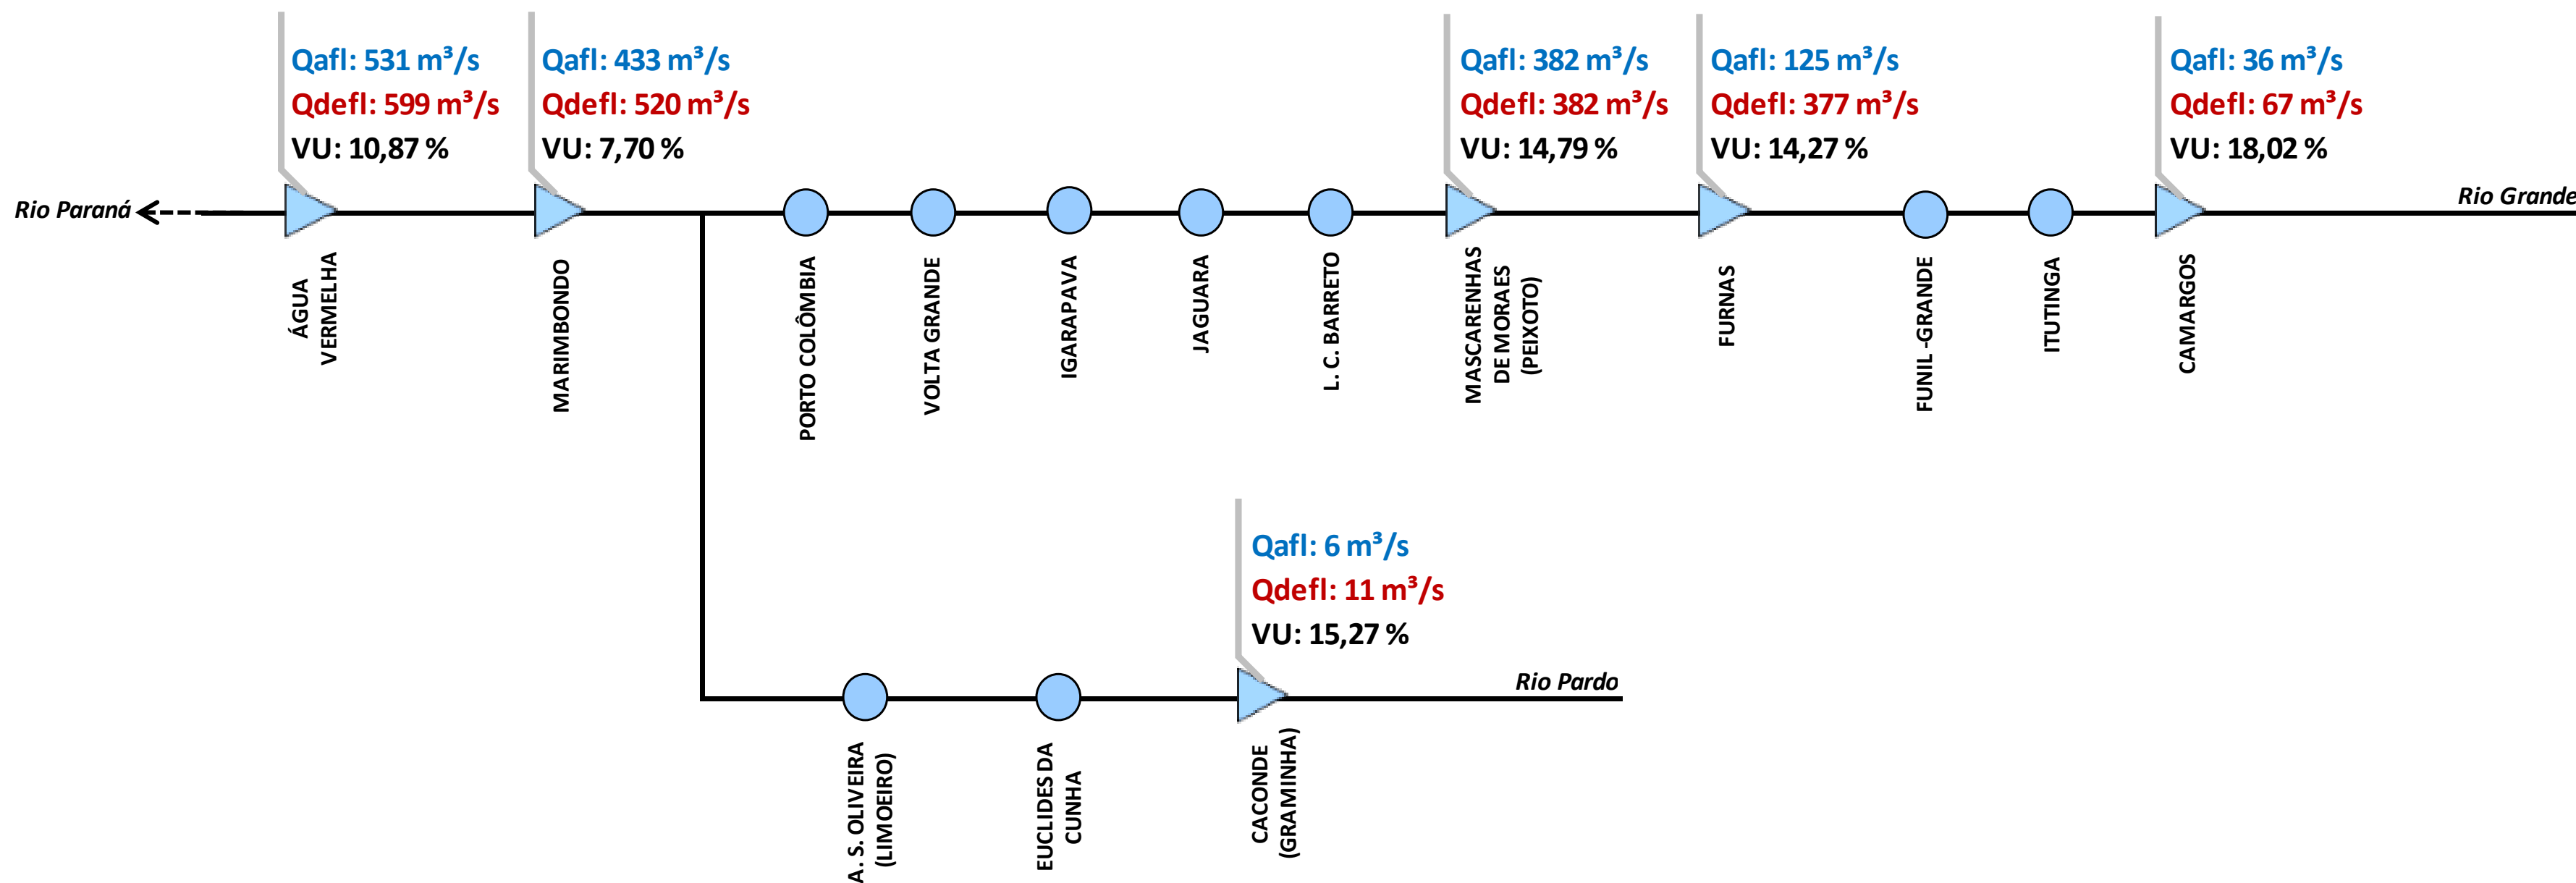 Qafl: 531 m³/s
Qdefl: 599 m³/s
VU: 10,87 %
Qafl: 433 m³/s
Qdefl: 520 m³/s
VU: 7,70 %
Qafl: 382 m³/s
Qdefl: 382 m³/s
VU: 14,79 %
Qafl: 125 m³/s
Qdefl: 377 m³/s
VU: 14,27 %
Qafl: 36 m³/s
Qdefl: 67 m³/s
VU: 18,02 %
Rio Paraná
Rio Grande
ÁGUA
VERMELHA
MARIMBONDO
PORTO COLÔMBIA
VOLTA GRANDE
IGARAPAVA
JAGUARA
L. C. BARRETO
MASCARENHAS
DE MORAES
(PEIXOTO)
FURNAS
FUNIL -GRANDE
ITUTINGA
CAMARGOS
Qafl: 6 m³/s
Qdefl: 11 m³/s
VU: 15,27 %
Rio Pardo
A. S. OLIVEIRA
(LIMOEIRO)
EUCLIDES DA
CUNHA
CACONDE
(GRAMINHA)